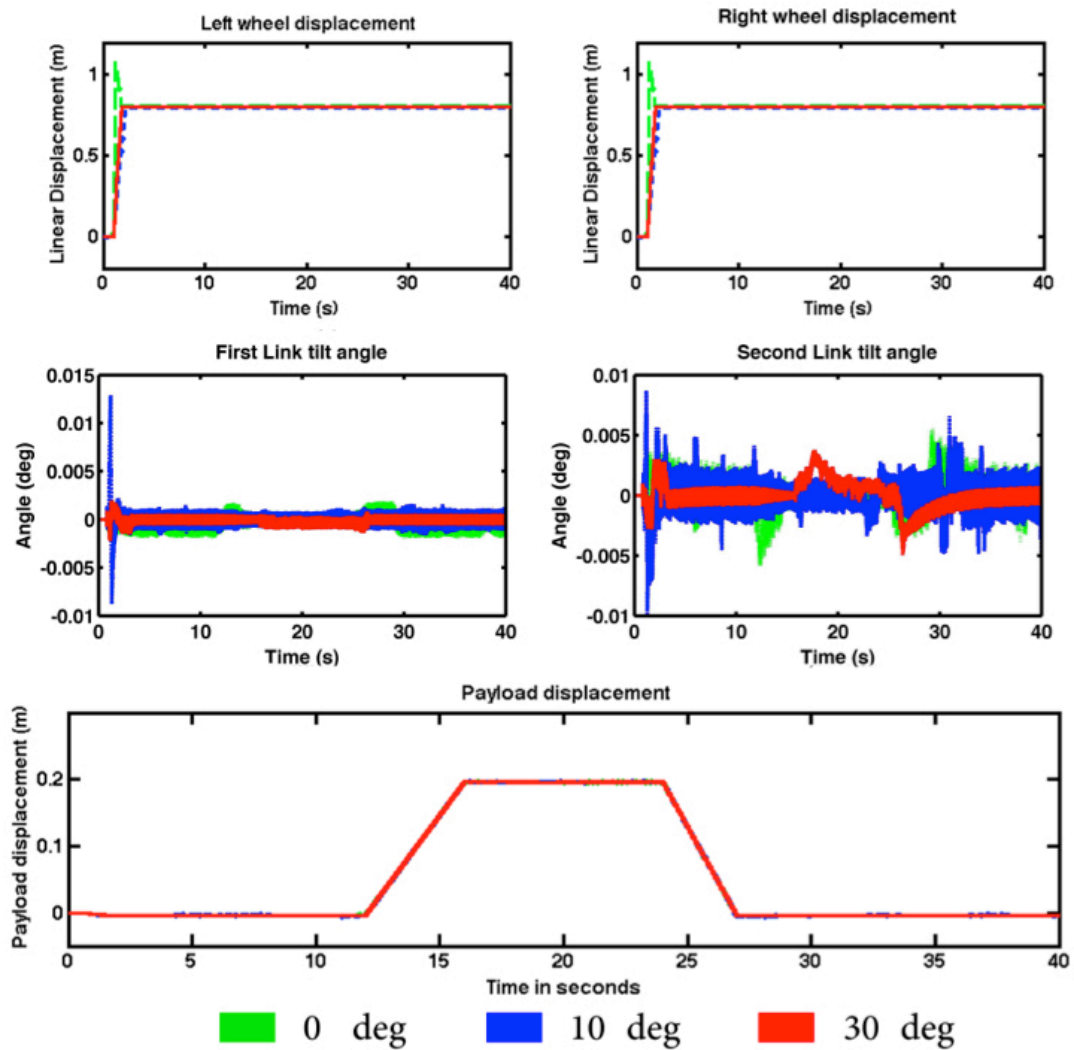 Left wheel displacement
Right wheel displacement
Linear Displacement (m)
1
0.5
0
0 10 20 30 40
Time (s)
Linear Displacement (m)
1
0.5
0
0 10 20 30 40
Time (s)
First Link tilt angle
Second Link tilt angle
Angle (deg)
0.015
0.01
0.005
0
-0.005
-0.01
0 10 20 30 40
Time (s)
Angle (deg)
0.01
0.005
0
-0.005
-0.01
0 10 20 30 40
Time (s)
Payload displacement
Payload displacement (m)
0.2
0.1
0
0 5 10 15 20 25 30 35 40
Time in seconds
0 deg 10 deg 30 deg